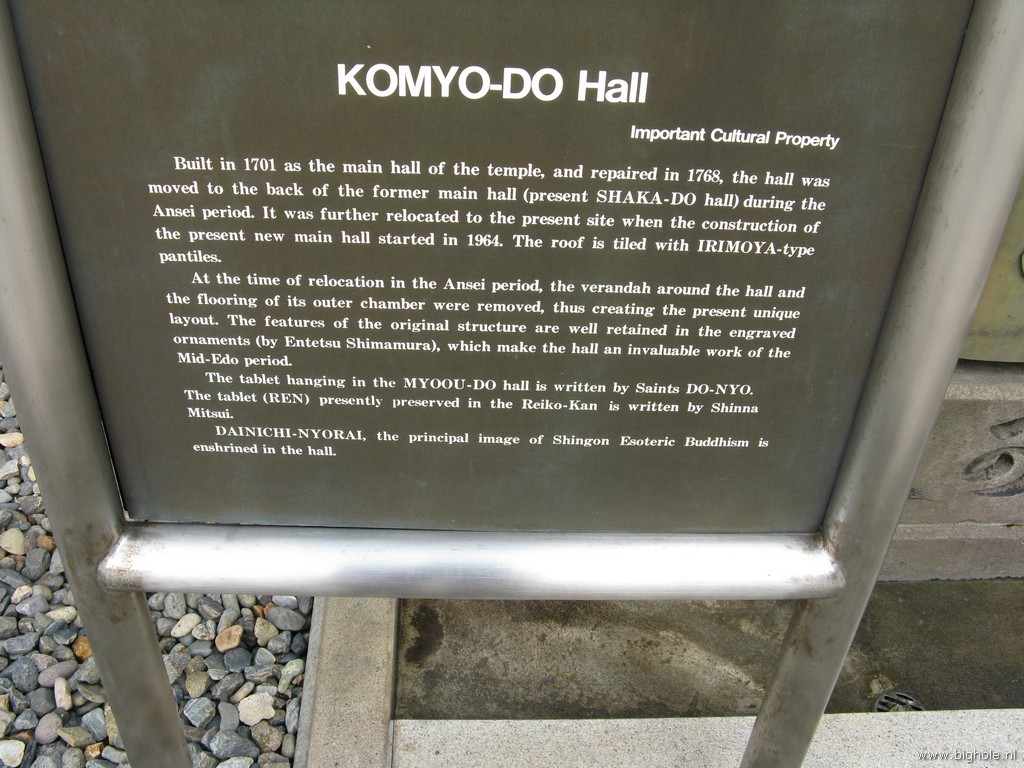 KOMYO-DO Hall
Important Cultural Property
Built in 1701 as the main hall of the temple, and repaired in 1768, the hall was
moved to the back of the former main hall (present SHAKA-DO hall) during the
Ansei period. It was further relocated to the present site when the construction of
the present new main hall started in 1964. The roof is tiled with IRIMOYA-type
pantiles.
At the time of relocation in the Ansei period, the verandah around the hall and
the flooring of its outer chamber were removed, thus creating the present unique
layout. The features of the original structure are well retained in the engraved
ornaments (by Entetsu Shimamura), which make the hall an invaluable work of the
Mid-Edo period.
The tablet hanging in the MYOOU-DO hall is written by Saints DO-NYO.
The tablet (REN) presently preserved in the Reiko-Kan is written by Shinna
Mitsui.
DAINICHI-NYORAI, the principal image of Shingon Esoteric Buddhism is
enshrined in the hall.
www.bighole.nl